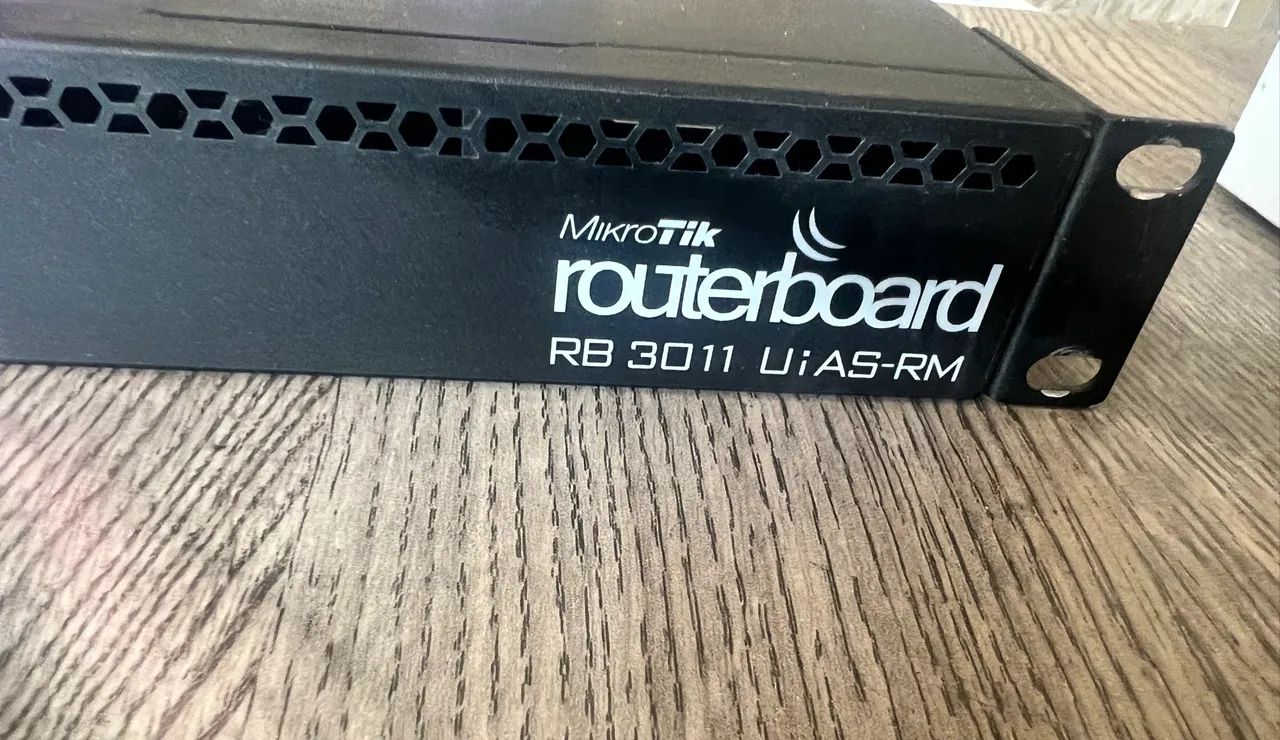 MikroTik
routerboard
RB 3011 UiAS-RM